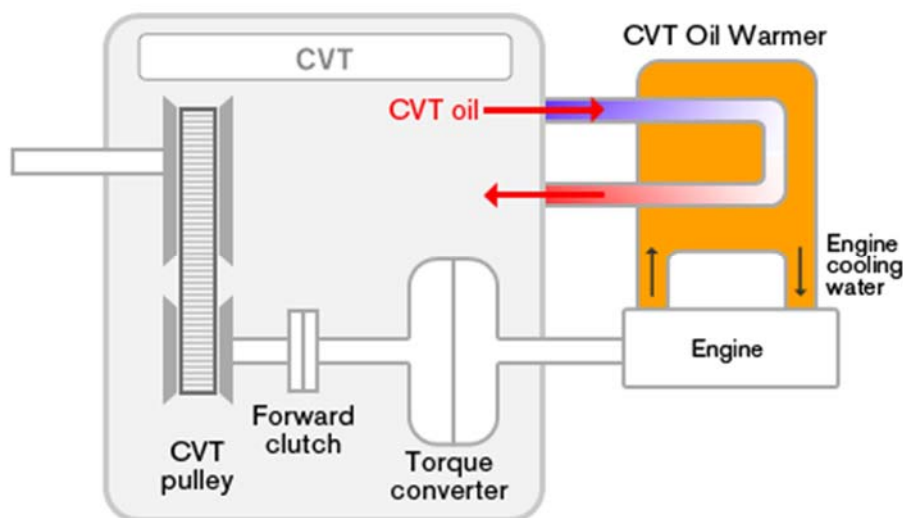 CVT
CVT Oil Warmer
CVT oil
Engine
cooling
water
Engine
Forward
clutch
CVT
pulley
Torque
converter